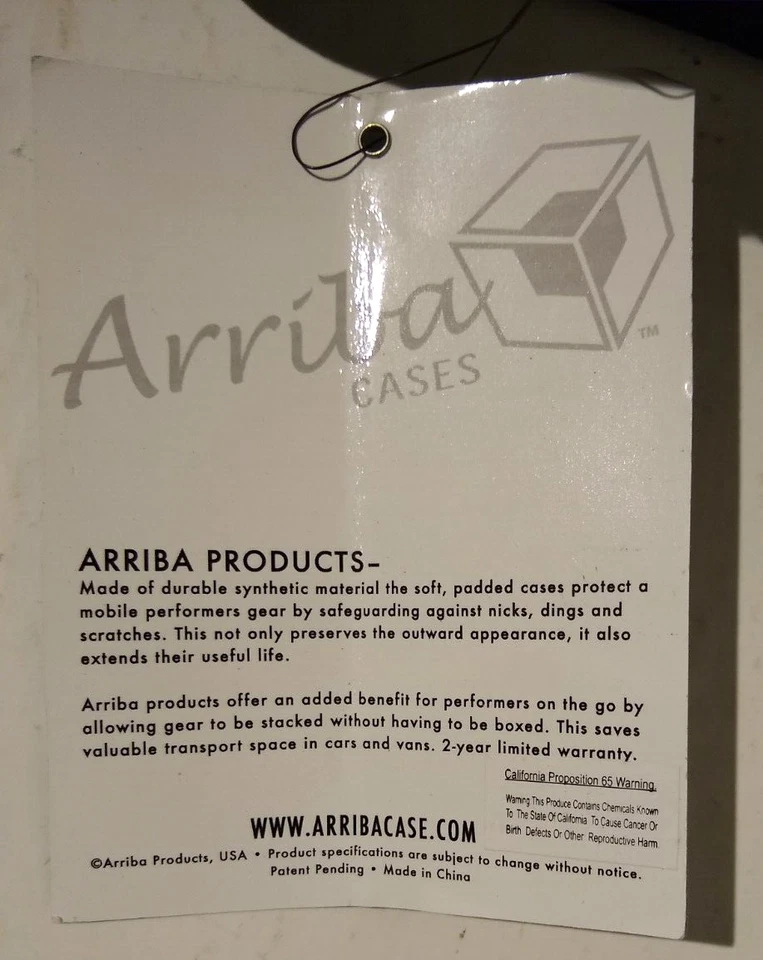 Arriba
CASES
TM
ARRIBA PRODUCTS–
Made of durable synthetic material the soft, padded cases protect a
mobile performers gear by safeguarding against nicks, dings and
scratches. This not only preserves the outward appearance, it also
extends their useful life.
Arriba products offer an added benefit for performers on the go by
allowing gear to be stacked without having to be boxed. This saves
valuable transport space in cars and vans. 2-year limited warranty.
California Proposition 65 Warning.
Warning This Produce Contains Chemicals Known
To The State Of California To Cause Cancer Or
Birth Defects Or Other Reproductive Harm
WWW.ARRIBACASE.COM
©Arriba Products, USA • Product specifications are subject to change without notice.
Patent Pending • Made in China